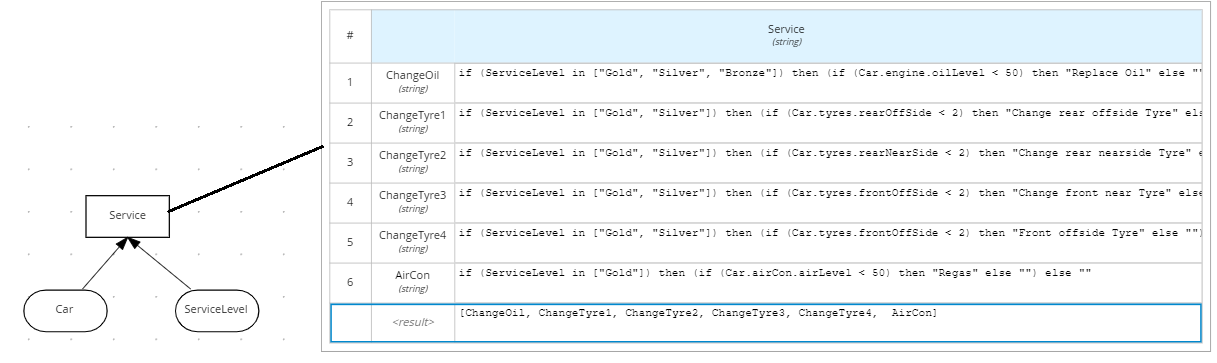 # Service
(string)
1 ChangeOil if (ServiceLevel in ["Gold", "Silver", "Bronze"]) then (if (Car.engine.oilLevel < 50) then "Replace Oil" else ""
(string)
2 ChangeTyre1 if (ServiceLevel in ["Gold", "Silver"]) then (if (Car.tyres.rearOffSide < 2) then "Change rear offside Tyre" els
(string)
3 ChangeTyre2 if (ServiceLevel in ["Gold", "Silver"]) then (if (Car.tyres.rearNearSide < 2) then "Change rear nearside Tyre" e
(string)
4 ChangeTyre3 if (ServiceLevel in ["Gold", "Silver"]) then (if (Car.tyres.frontOffSide < 2) then "Change front near Tyre" else
(string)
5 ChangeTyre4 if (ServiceLevel in ["Gold", "Silver"]) then (if (Car.tyres.frontOffSide < 2) then "Front offside Tyre" else "")
(string)
6 AirCon if (ServiceLevel in ["Gold"]) then (if (Car.airCon.airLevel < 50) then "Regas" else "") else ""
(string)
<result> [ChangeOil, ChangeTyre1, ChangeTyre2, ChangeTyre3, ChangeTyre4, AirCon]
Service
Car ServiceLevel